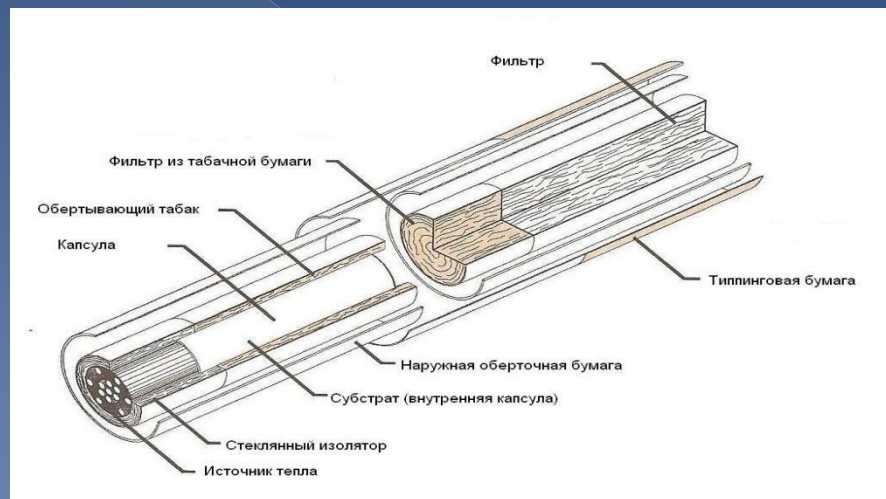 Фильтр
Фильтр из табачной бумаги
Обертывающий табак
Капсула
Типпинговая бумага
Наружная оберточная бумага
Субстрат (внутренняя капсула)
Стеклянный изолятор
Источник тепла